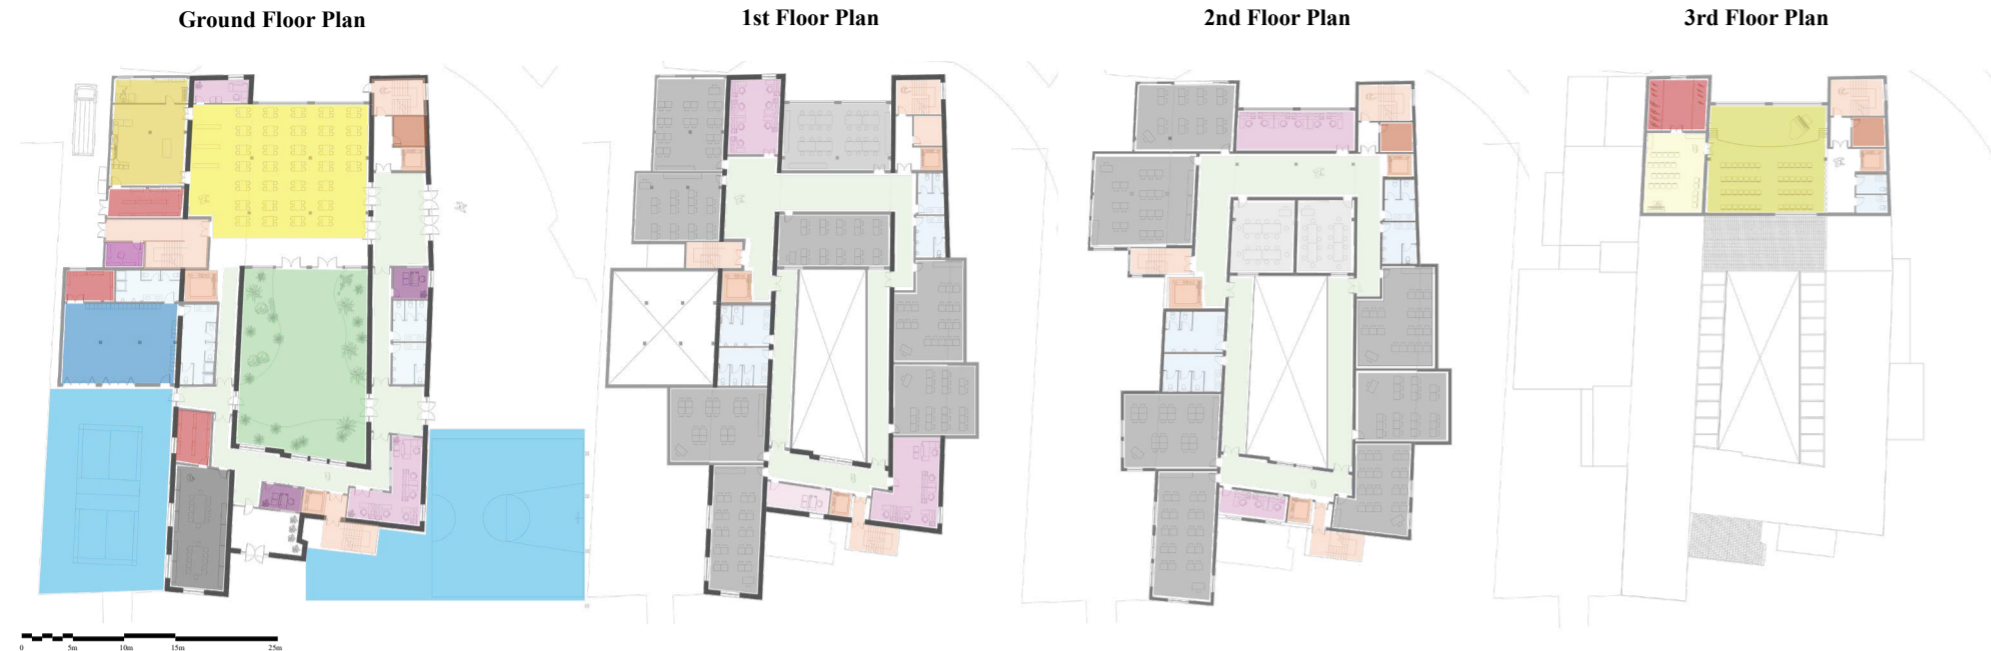 Ground Floor Plan
1st Floor Plan
2nd Floor Plan
3rd Floor Plan
0 5m 10m 15m 25m